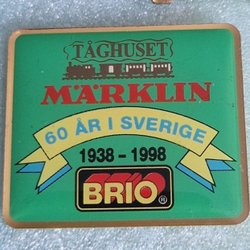 TÅGHUSET
MÄRKLIN
60 ÅR I SVERIGE
1938 - 1998
BRIO®